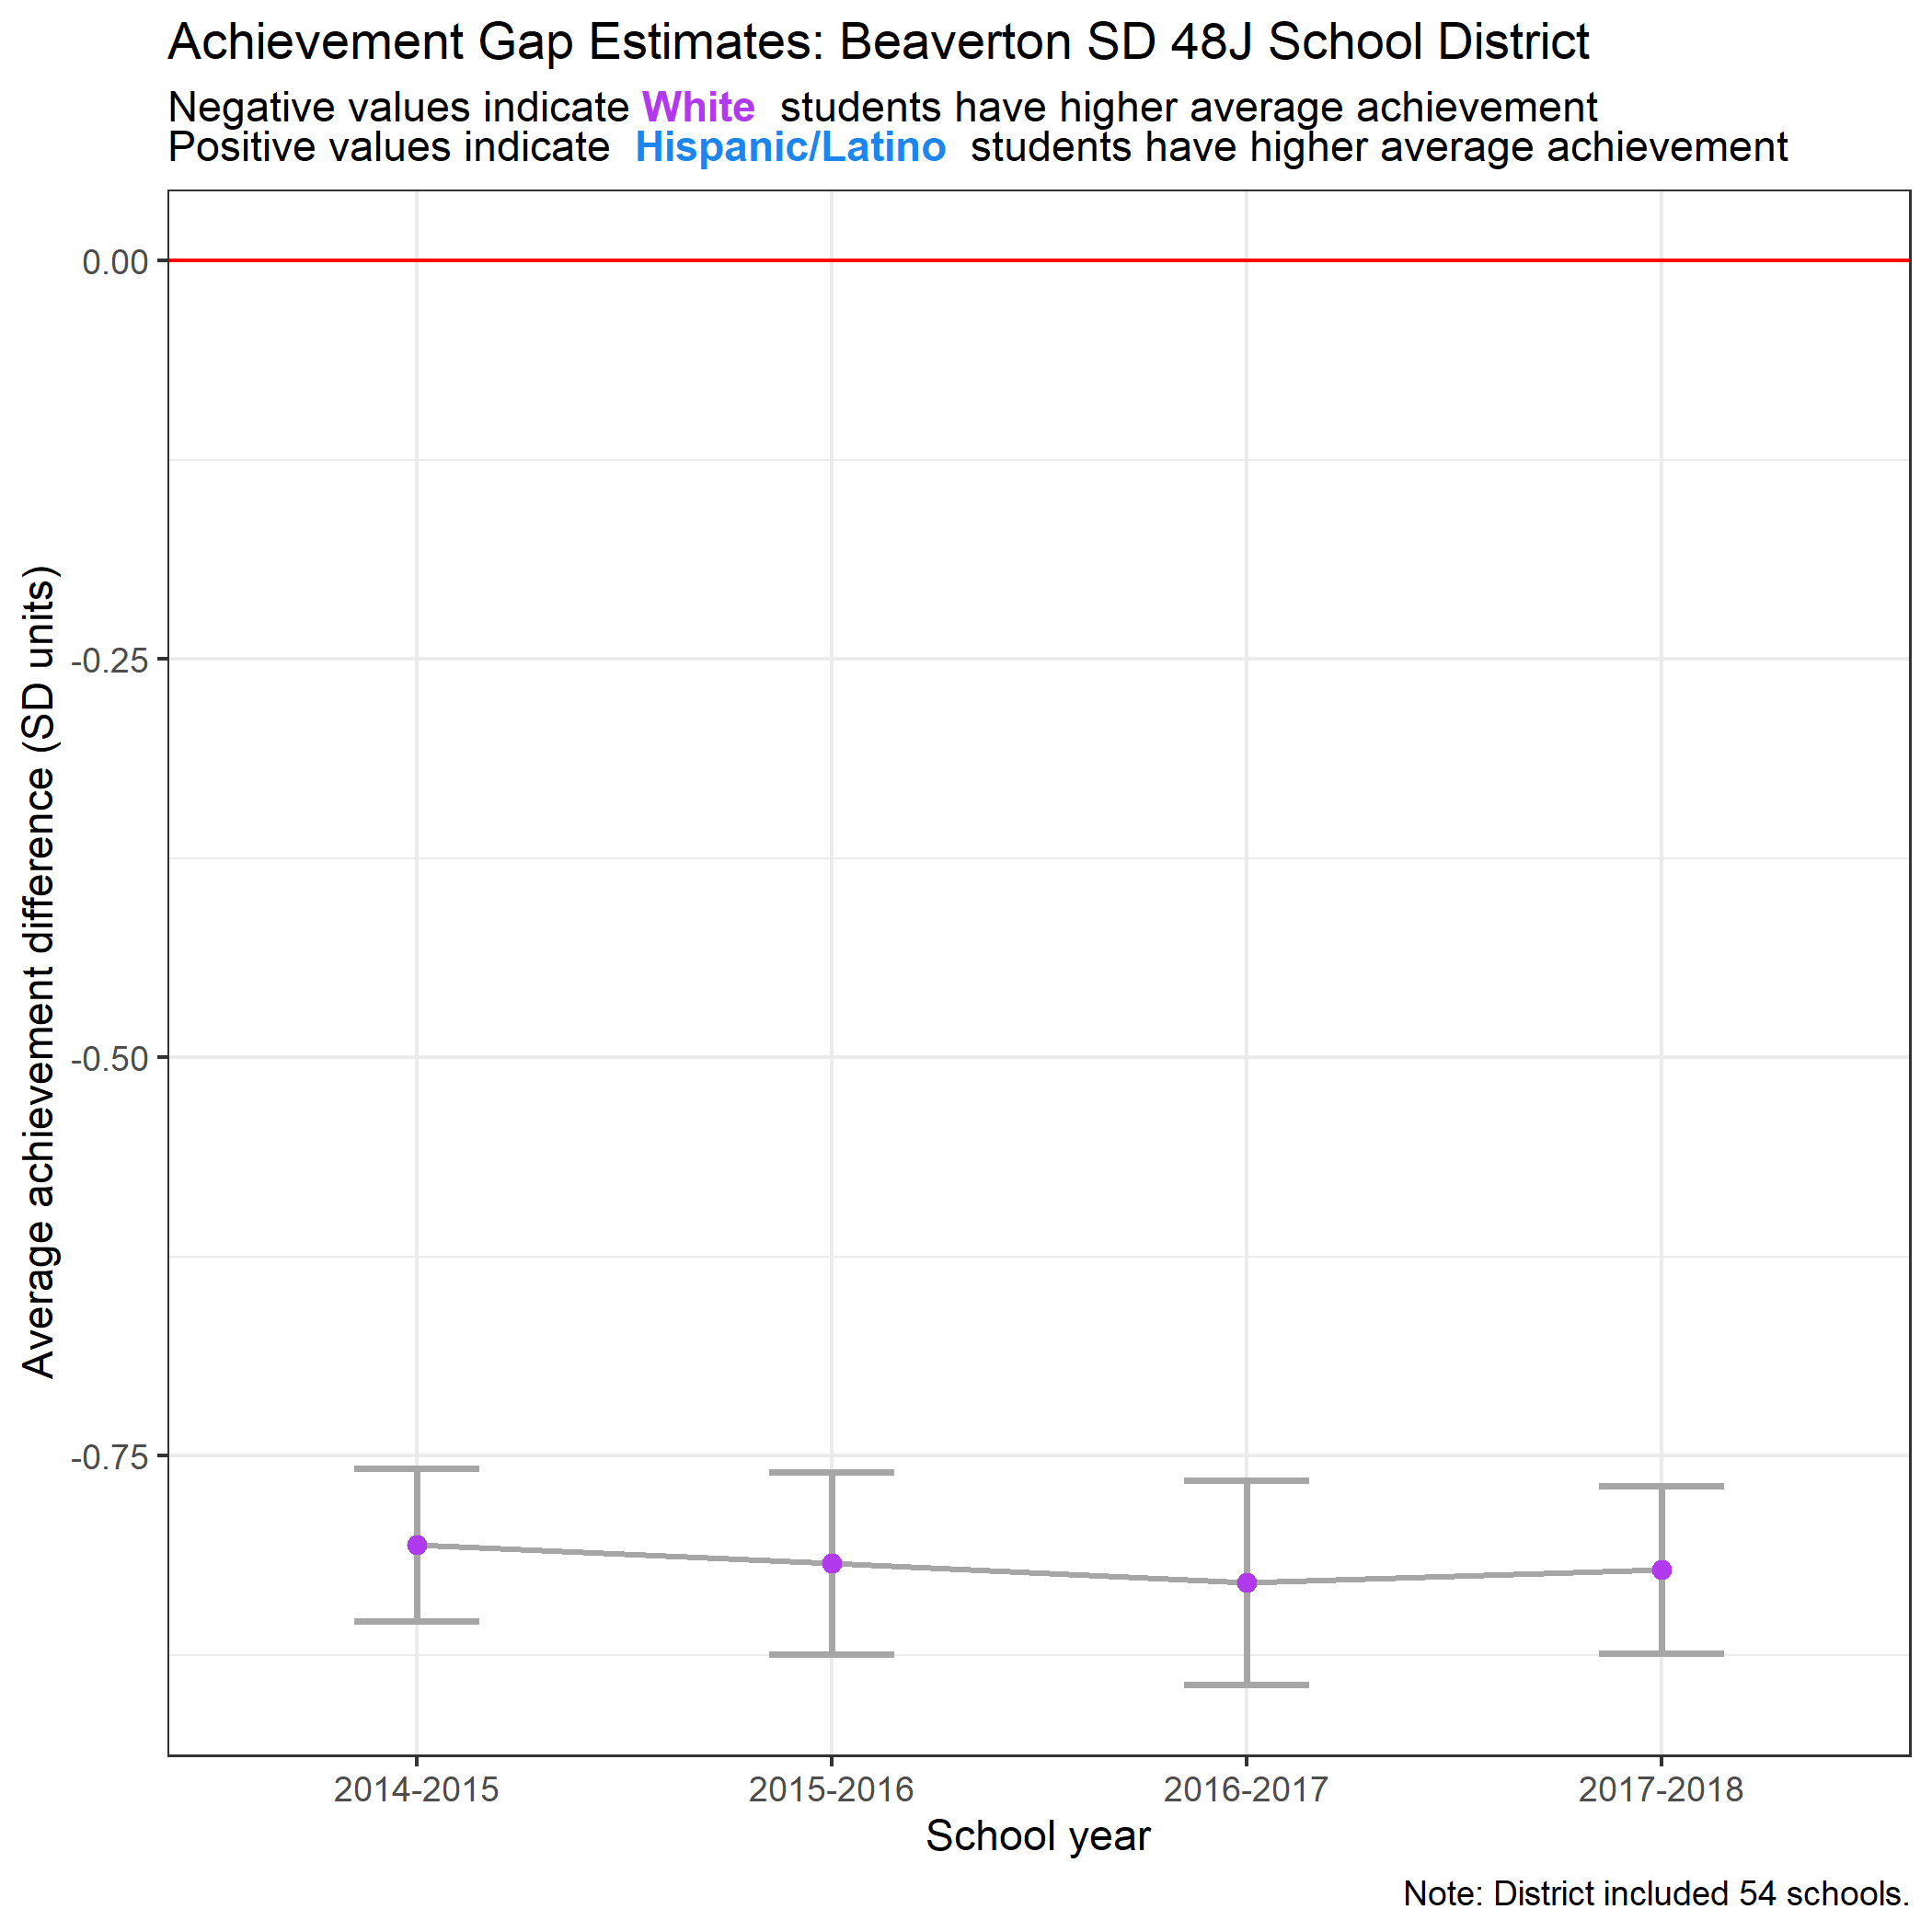 Achievement Gap Estimates: Beaverton SD 48J School District
Negative values indicate White students have higher average achievement
Positive values indicate Hispanic/Latino students have higher average achievement
Average achievement difference (SD units)
0.00
-0.25
-0.50
-0.75
2014-2015
2015-2016
2016-2017
2017-2018
School year
Note: District included 54 schools.